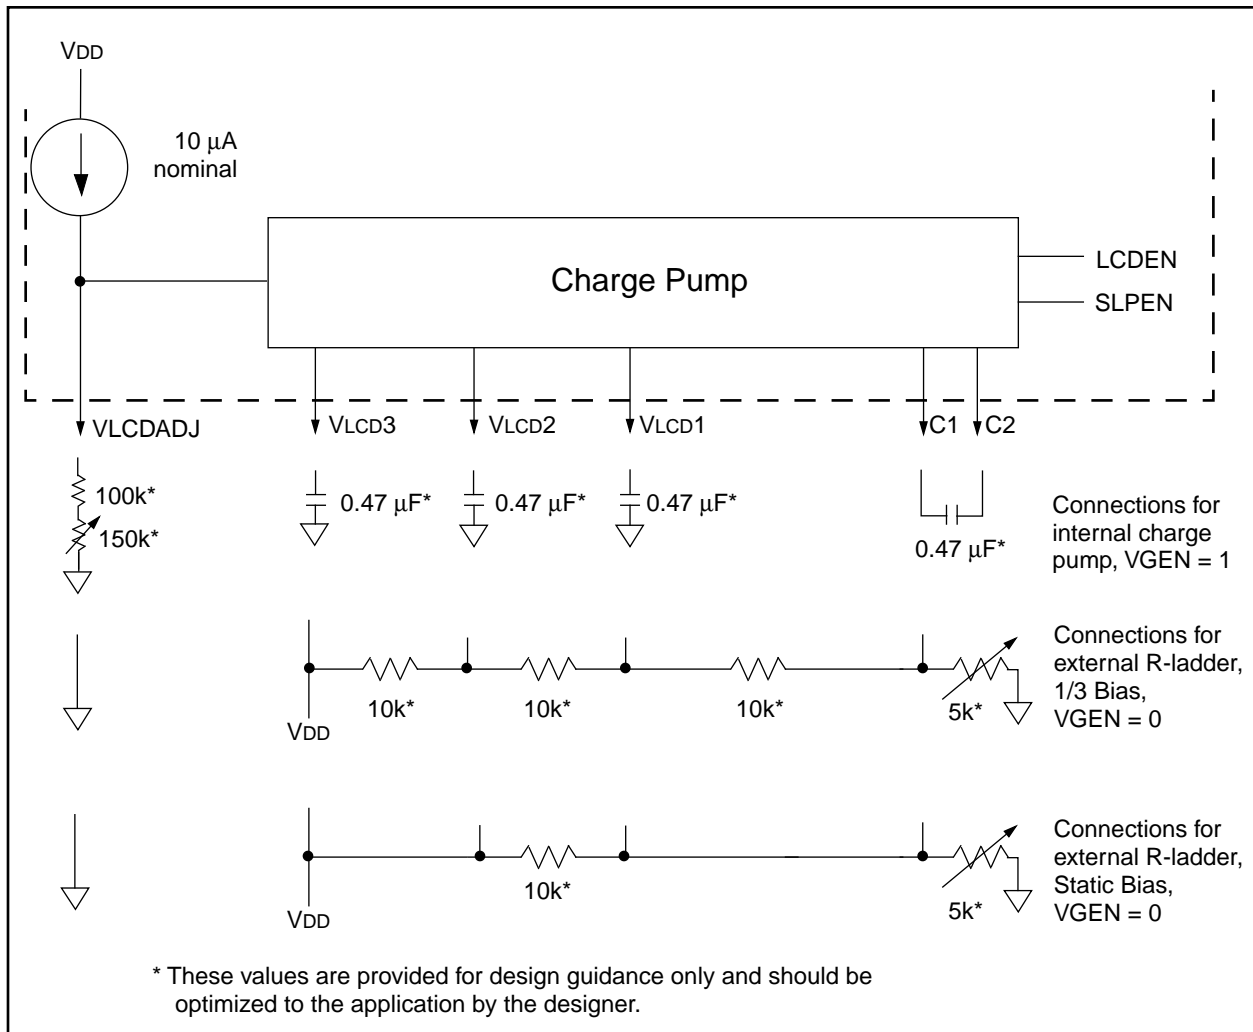 VDD
10 µA
nominal
Charge Pump
LCDEN
SLPEN
VLCDADJ
VLCD3
VLCD2
VLCD1
C1
C2
100k*
150k*
0.47 µF*
0.47 µF*
0.47 µF*
0.47 µF*
Connections for
internal charge
pump, VGEN = 1
VDD
10k*
10k*
10k*
5k*
Connections for
external R-ladder,
1/3 Bias,
VGEN = 0
VDD
10k*
5k*
Connections for
external R-ladder,
Static Bias,
VGEN = 0
* These values are provided for design guidance only and should be
optimized to the application by the designer.